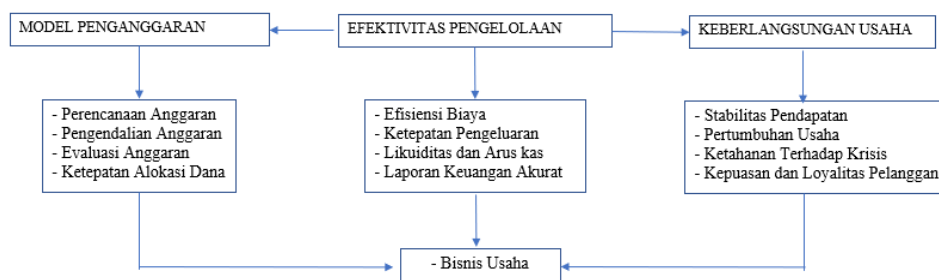 MODEL PENGANGGARAN
EFEKTIVITAS PENGELOLAAN
KEBERLANGSUNGAN USAHA
- Perencanaan Anggaran
- Pengendalian Anggaran
- Evaluasi Anggaran
- Ketepatan Alokasi Dana
- Efisiensi Biaya
- Ketepatan Pengeluaran
- Likuiditas dan Arus kas
- Laporan Keuangan Akurat
- Stabilitas Pendapatan
- Pertumbuhan Usaha
- Ketahanan Terhadap Krisis
- Kepuasan dan Loyalitas Pelanggan
- Bisnis Usaha